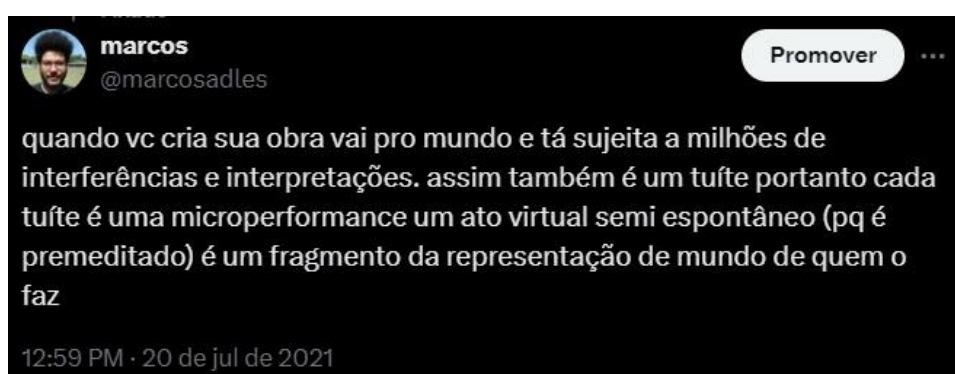 marcos
@marcosadles
Promover
quando vc cria sua obra vai pro mundo e tá sujeita a milhões de
interferências e interpretações. assim também é um tuíte portanto cada
tuíte é uma microperformance um ato virtual semi espontâneo (pq é
premeditado) é um fragmento da representação de mundo de quem o
faz
12:59 PM · 20 de jul de 2021